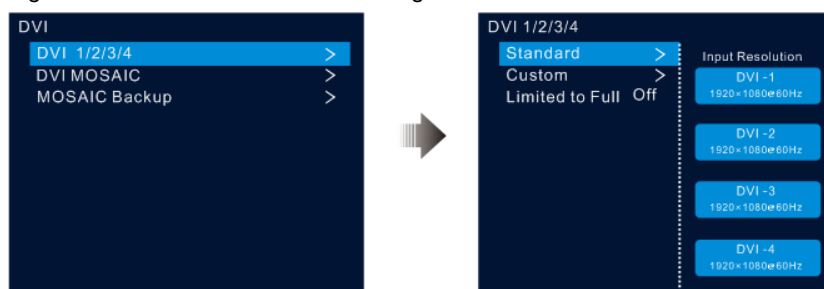 DVI
DVI 1/2/3/4 >
DVI MOSAIC >
MOSAIC Backup >
DVI 1/2/3/4
Standard >
Custom >
Limited to Full Off
Input Resolution
DVI -1
1920×1080@60Hz
DVI -2
1920×1080@60Hz
DVI -3
1920×1080@60Hz
DVI -4
1920×1080@60Hz